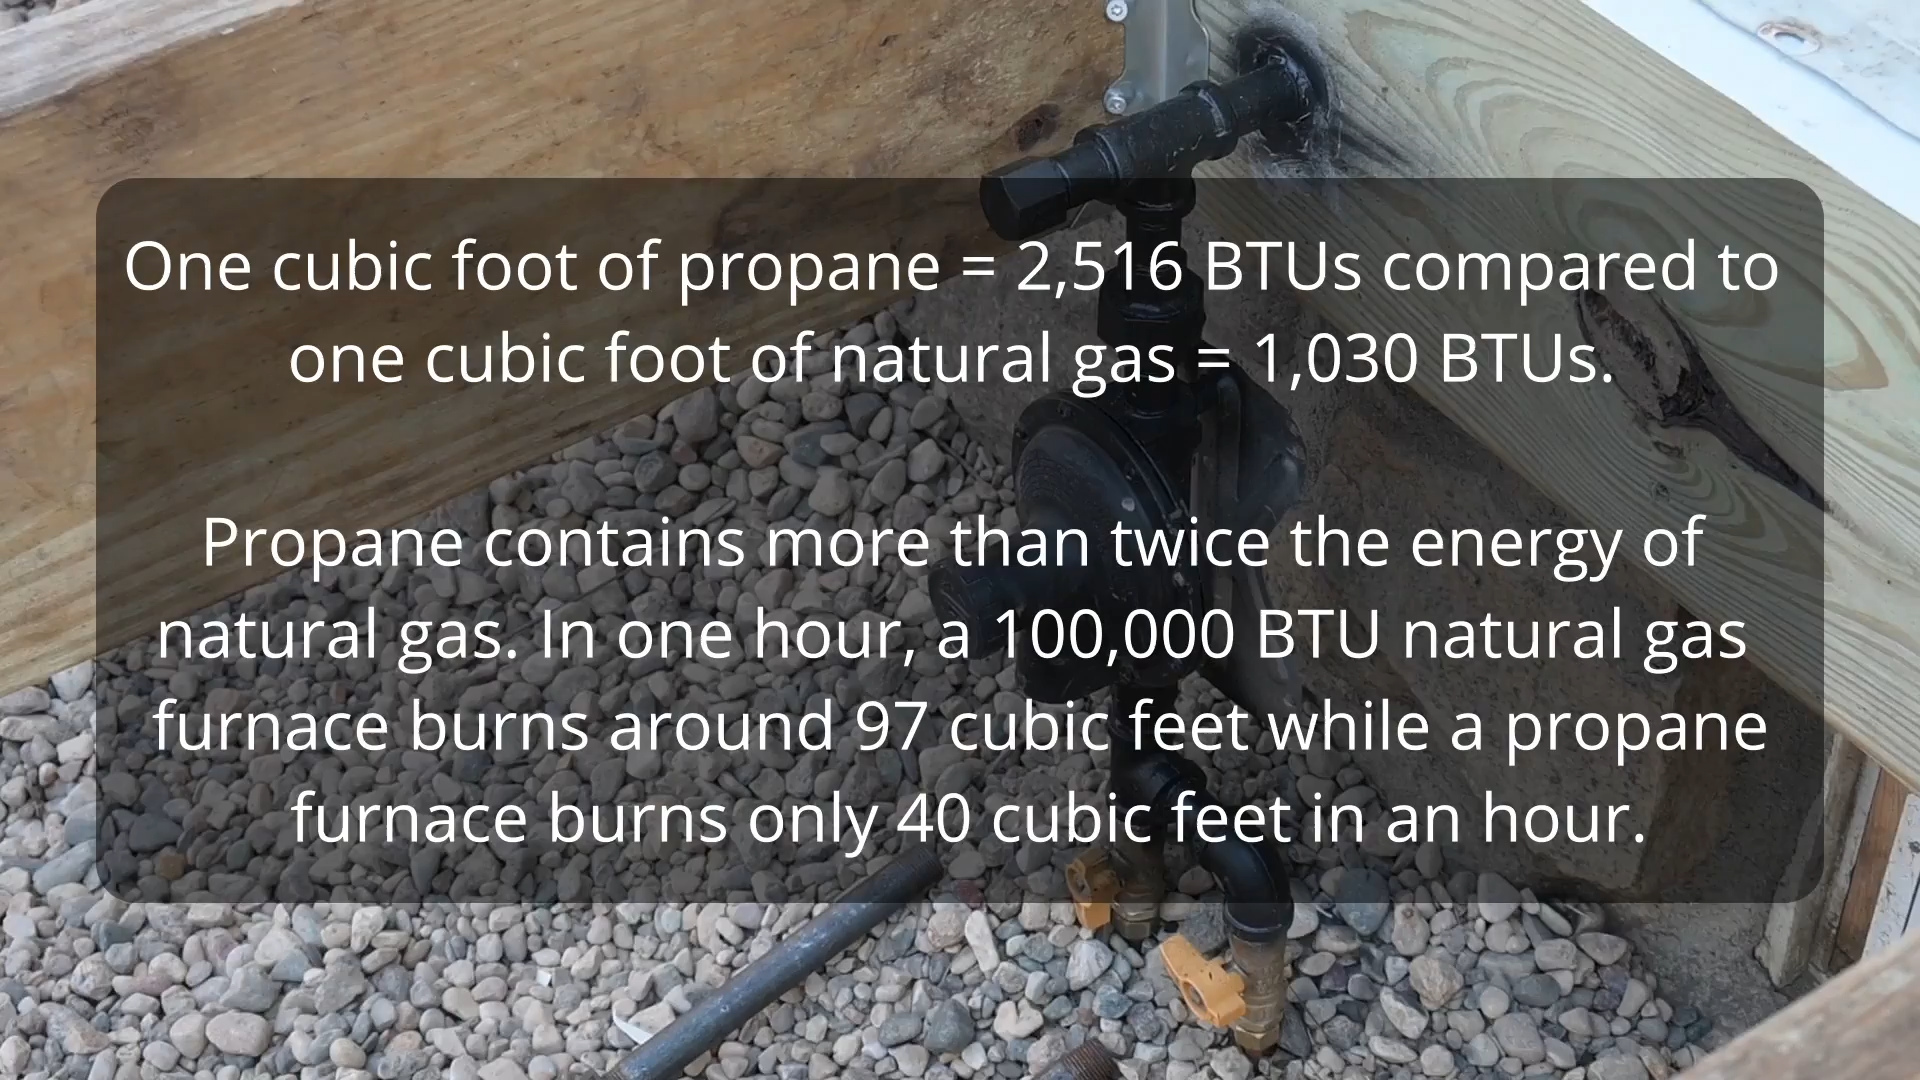 One cubic foot of propane = 2,516 BTUs compared to
one cubic foot of natural gas = 1,030 BTUs.
Propane contains more than twice the energy of
natural gas. In one hour, a 100,000 BTU natural gas
furnace burns around 97 cubic feet while a propane
furnace burns only 40 cubic feet in an hour.